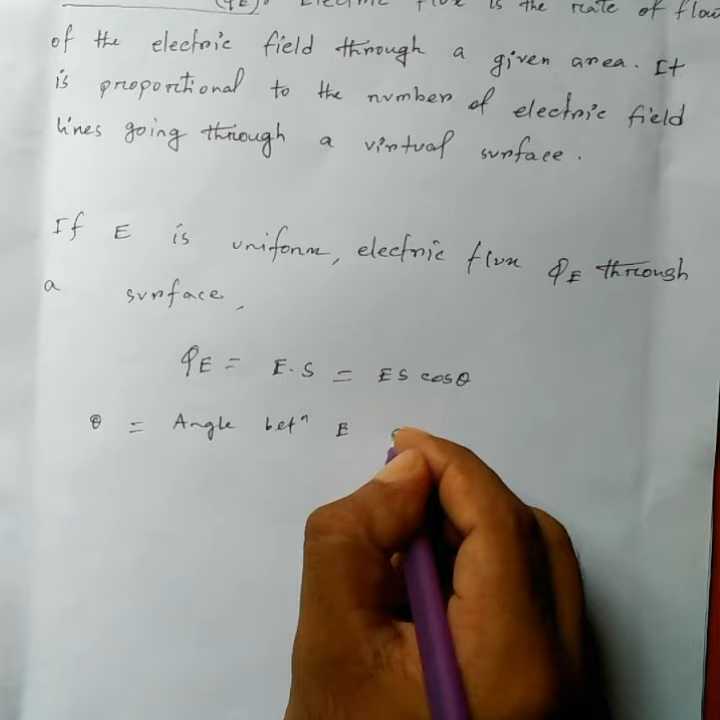 (φE): Electric flux is the rate of flow
of the electric field through a given area. It
is proportional to the number of electric field
lines going through a virtual surface.
If E is uniform, electric flux φE through
a surface,
φE = E.S = ES cosθ
θ = Angle betⁿ E